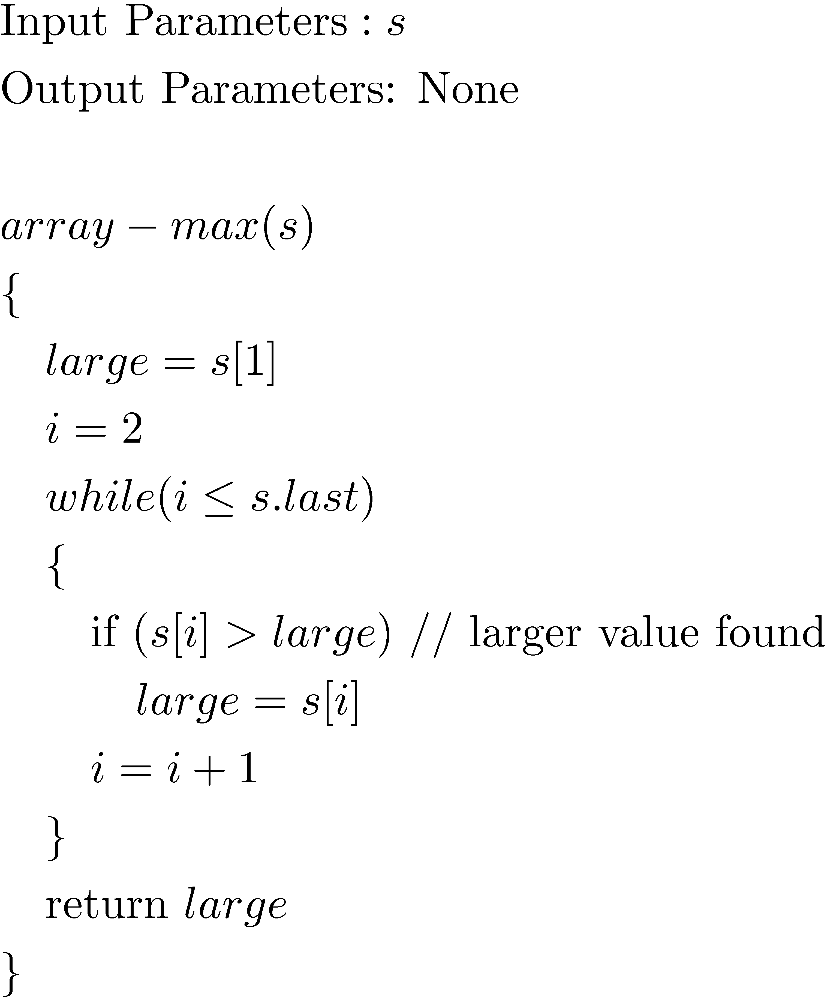 Input Parameters : s
Output Parameters: None
array − max(s)
{
large = s[1]
i = 2
while(i ≤ s.last)
{
if (s[i] > large) // larger value found
large = s[i]
i = i + 1
}
return large
}